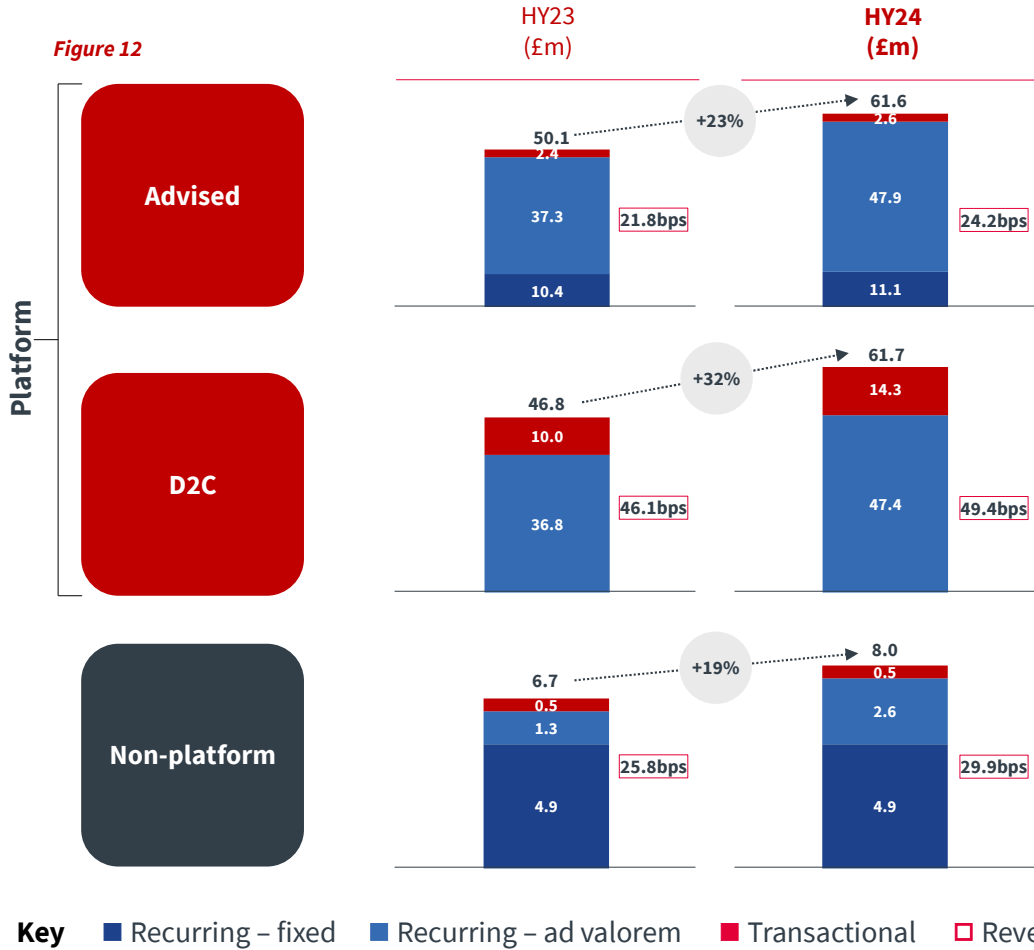 HY23
(£m)
HY24
(£m)
Figure 12
Platform
Advised
50.1
2.4
37.3
10.4
21.8bps
+23%
61.6
2.6
47.9
11.1
24.2bps
D2C
46.8
10.0
36.8
46.1bps
+32%
61.7
14.3
47.4
49.4bps
Non-platform
6.7
0.5
1.3
4.9
25.8bps
+19%
8.0
0.5
2.6
4.9
29.9bps
Key Recurring – fixed Recurring – ad valorem Transactional